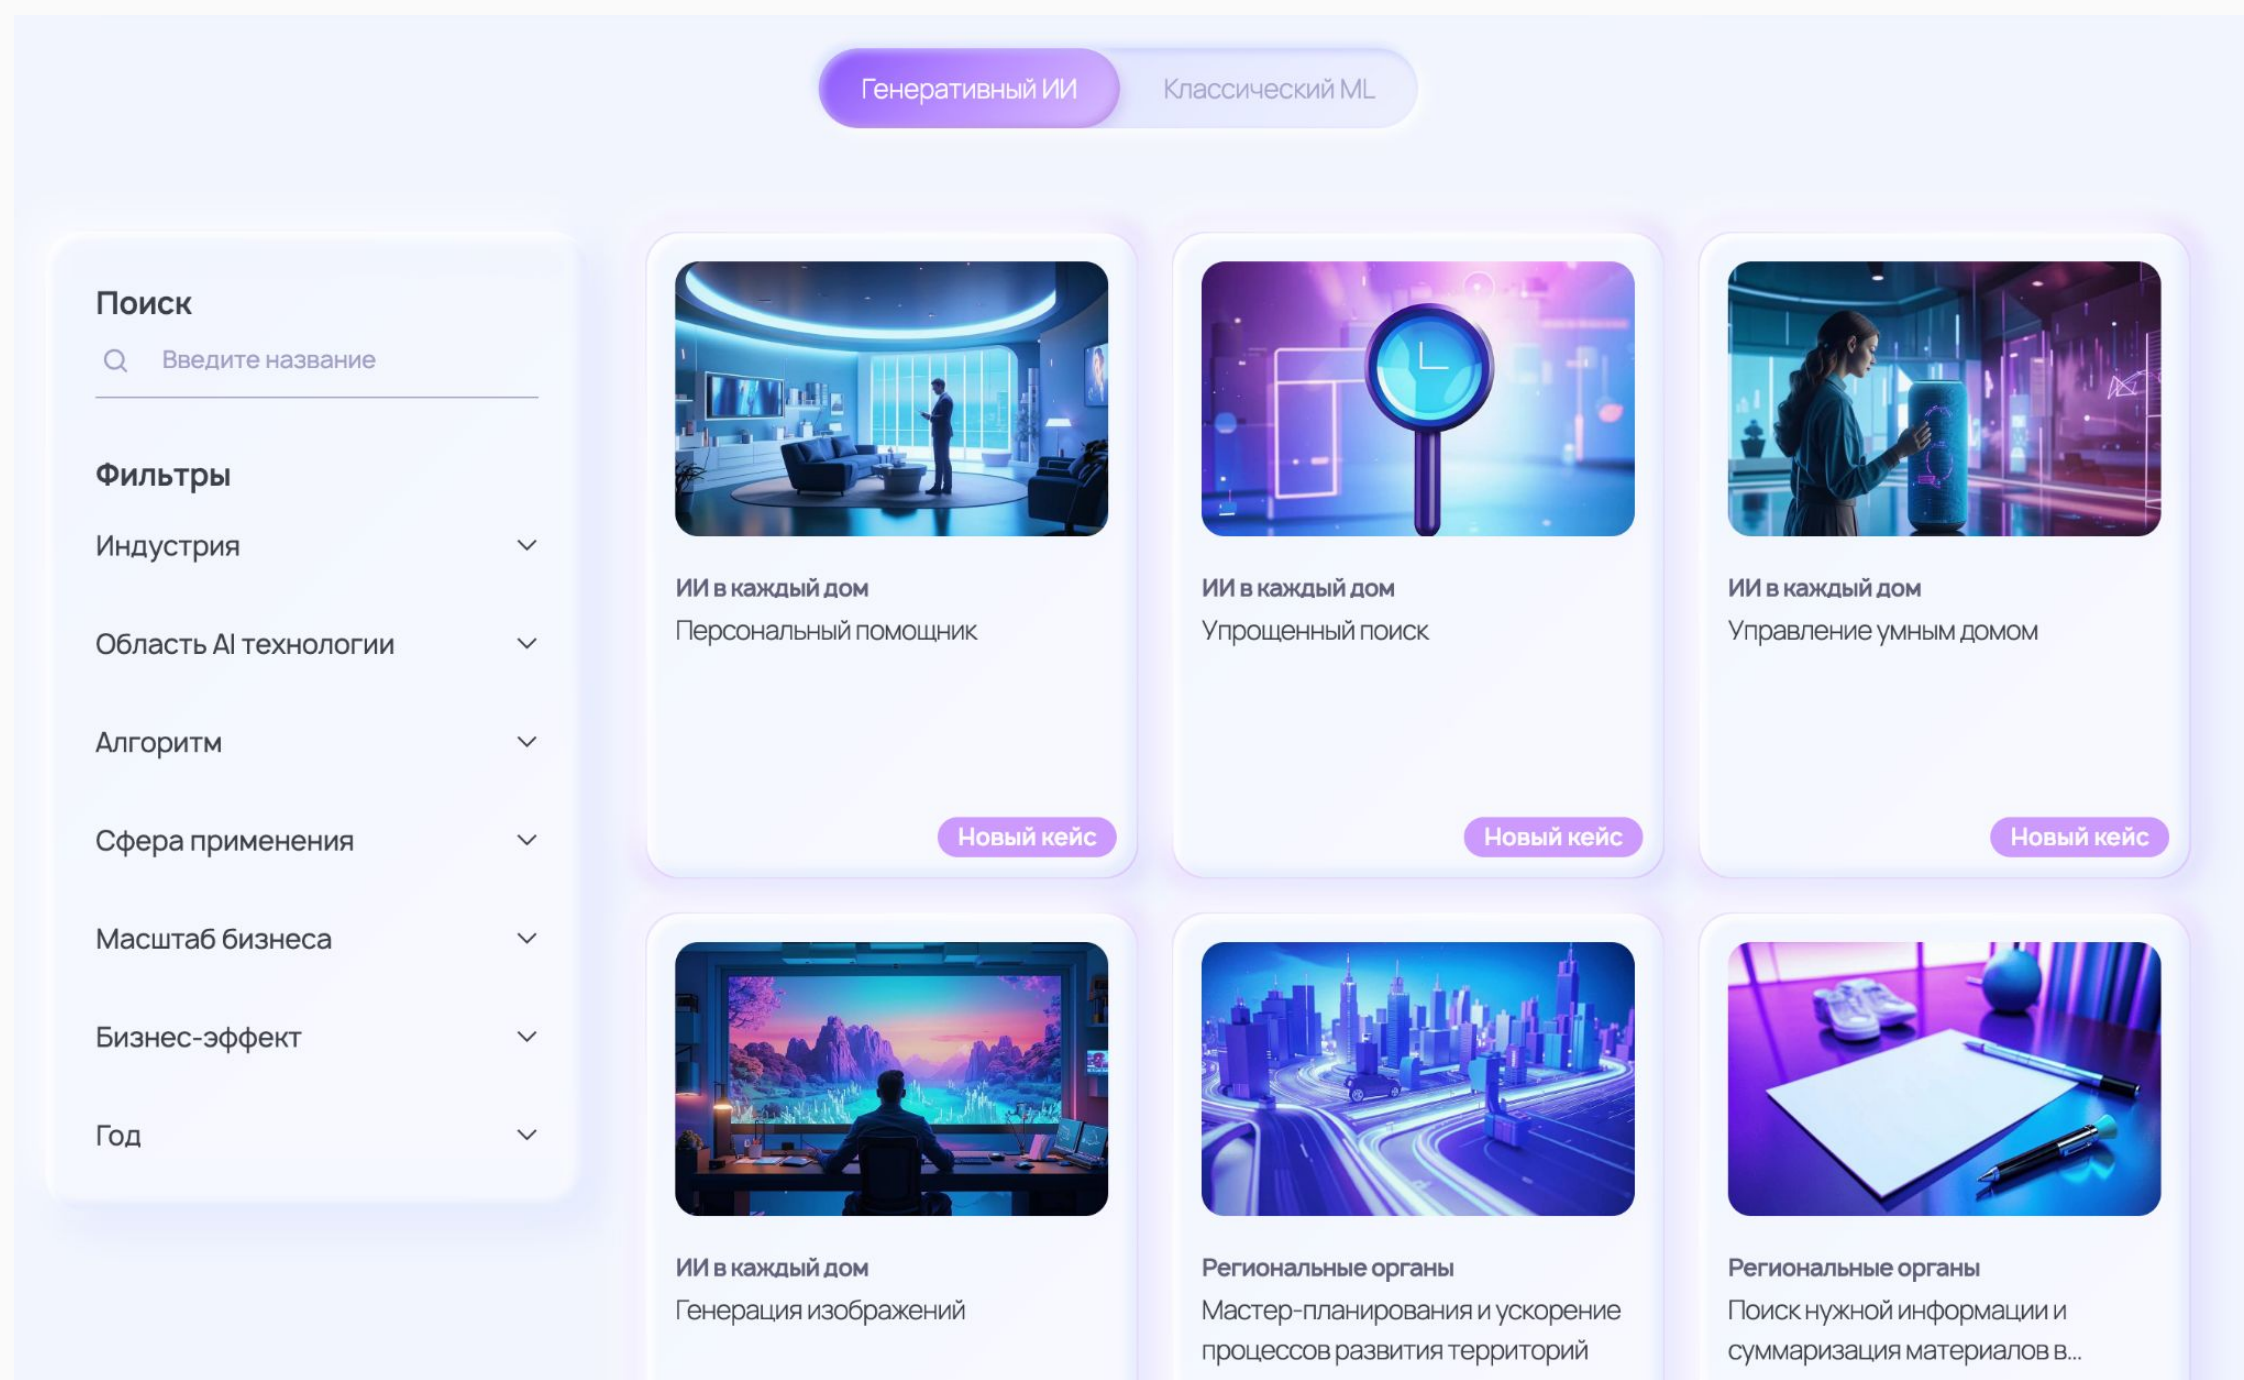 Генеративный ИИ
Классический ML
Поиск
Введите название
Фильтры
Индустрия
Область AI технологии
Алгоритм
Сфера применения
Масштаб бизнеса
Бизнес-эффект
Год
ИИ в каждый дом
Персональный помощник
Новый кейс
ИИ в каждый дом
Упрощенный поиск
Новый кейс
ИИ в каждый дом
Управление умным домом
Новый кейс
ИИ в каждый дом
Генерация изображений
Региональные органы
Мастер-планирования и ускорение
процессов развития территорий
Региональные органы
Поиск нужной информации и
суммаризация материалов в...